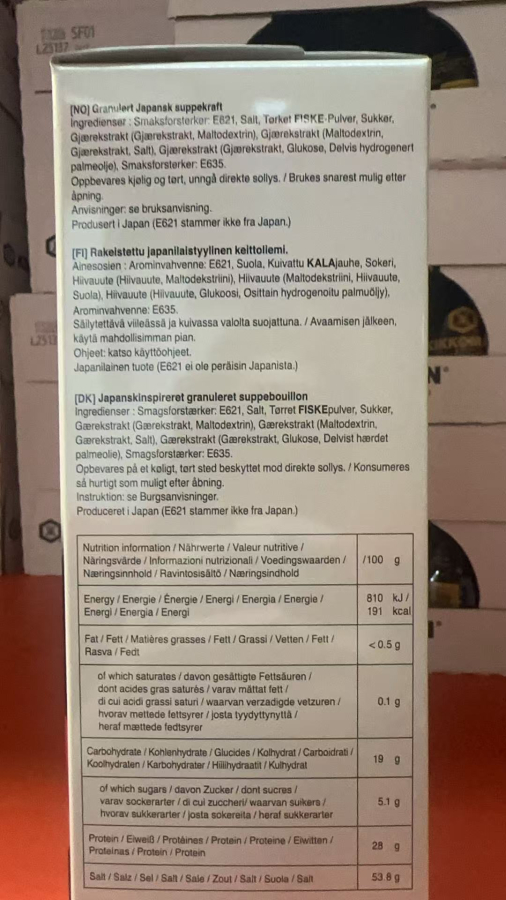 SF01
[NO] Granulert Japansk suppekraft
Ingredienser : Smaksforsterker: E621, Salt, Tørket FISKE-Pulver, Sukker,
Gjærekstrakt (Gjærekstrakt, Maltodextrin), Gjærekstrakt (Maltodextrin,
Gjærekstrakt, Salt), Gjærekstrakt (Gjærekstrakt, Glukose, Delvis hydrogenert
palmeolje), Smaksforsterker: E635.
Oppbevares kjølig og tørt, unngå direkte sollys. / Brukes snarest mulig etter
åpning.
Anvisninger: se bruksanvisning.
Produsert i Japan (E621 stammer ikke fra Japan.)
[FI] Rakeistettu japanilaistyylinen keittoliemi.
Ainesosien : Arominvahvenne: E621, Suola, Kuivattu KALAjauhe, Sokeri,
Hiivauute (Hiivauute, Maltodekstriini), Hiivauute (Maltodekstriini, Hiivauute,
Suola), Hiivauute (Hiivauute, Glukoosi, Osittain hydrogenoitu palmuöljy),
Arominvahvenne: E635.
Säilytettävä viileässä ja kuivassa valolta suojattuna. / Avaamisen jälkeen,
käytä mahdollisimman pian.
Ohjeet: katso käyttöohjeet.
Japanilainen tuote (E621 ei ole peräisin Japanista.)
[DK] Japanskinspireret granuleret suppebouillon
Ingredienser : Smagsforstærker: E621, Salt, Tørret FISKEpulver, Sukker,
Gærekstrakt (Gærekstrakt, Maltodextrin), Gærekstrakt (Maltodextrin,
Gærekstrakt, Salt), Gærekstrakt (Gærekstrakt, Glukose, Delvist hærdet
palmeolie), Smagsforstærker: E635.
Opbevares på et køligt, tørt sted beskyttet mod direkte sollys. / Konsumeres
så hurtigt som muligt efter åbning.
Instruktion: se Burgsanvisninger.
Produceret i Japan (E621 stammer ikke fra Japan.)
Nutrition information / Nährwerte / Valeur nutritive /
Näringsvärde / Informazioni nutrizionali / Voedingswaarden /
Næringsinnhold / Ravintosisältö / Næringsindhold
/100 g
Energy / Energie / Énergie / Energi / Energia / Energie /
Energi / Energia / Energi
810 kJ /
191 kcal
Fat / Fett / Matières grasses / Fett / Grassi / Vetten / Fett /
Rasva / Fedt
<0.5 g
of which saturates / davon gesättigte Fettsäuren /
dont acides gras saturés / varav mättat fett /
di cui acidi grassi saturi / waarvan verzadigde vetzuren /
hvorav mettede fettsyrer / josta tyydyttynyttä /
heraf mættede fedtsyrer
0.1 g
Carbohydrate / Kohlenhydrate / Glucides / Kolhydrat / Carboidrati /
Koolhydraten / Karbohydrater / Hiilihydraatit / Kulhydrat
19 g
of which sugars / davon Zucker / dont sucres /
varav sockerarter / di cui zuccheri/ waarvan suikers /
hvorav sukkerarter / josta sokereita / heraf sukkerarter
5.1 g
Protein / Eiweiß / Protéines / Protein / Proteine / Eiwitten /
Proteinas / Protein / Protein
28 g
Salt / Salz / Sel / Salt / Sale / Zout / Salt / Suola / Salt
53.8 g